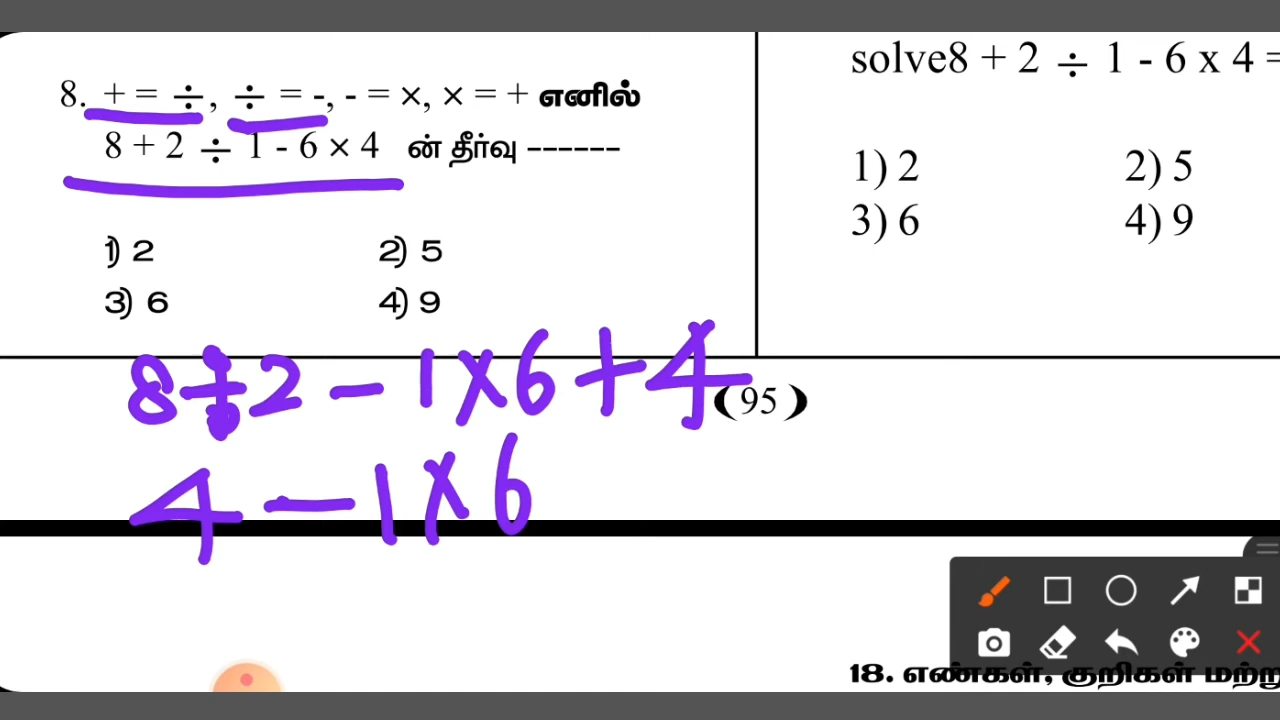 8. + = ÷, ÷ = -, - = ×, × = + எனில்
8 + 2 ÷ 1 - 6 × 4 ன் தீர்வு ------
1) 2 2) 5
3) 6 4) 9
solve8 + 2 ÷ 1 - 6 x 4 =
1) 2 2) 5
3) 6 4) 9
8 ÷ 2 - 1 × 6 + 4
(95)
4 - 1 × 6
18. எண்கள், குறிகள் மற்று